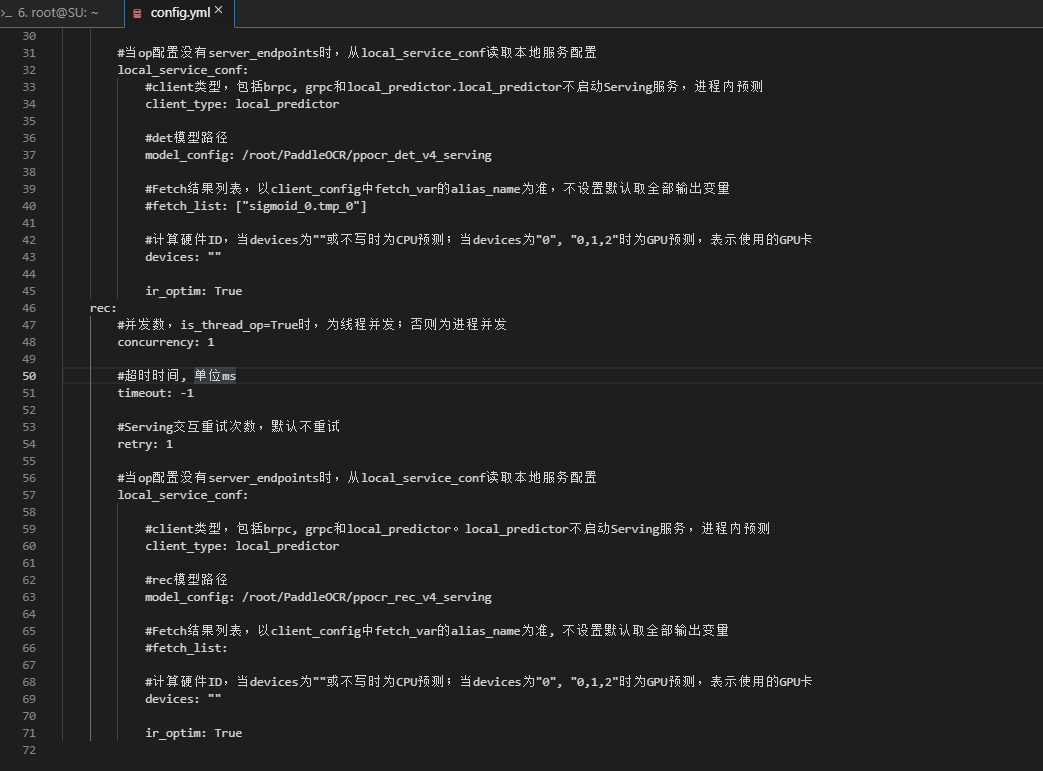 6. root@SU: ~
config.yml ×
30
31 #当op配置没有server_endpoints时，从local_service_conf读取本地服务配置
32 local_service_conf:
33 #client类型，包括brpc, grpc和local_predictor.local_predictor不启动Serving服务，进程内预测
34 client_type: local_predictor
35
36 #det模型路径
37 model_config: /root/PaddleOCR/ppocr_det_v4_serving
38
39 #Fetch结果列表，以client_config中fetch_var的alias_name为准，不设置默认取全部输出变量
40 #fetch_list: ["sigmoid_0.tmp_0"]
41
42 #计算硬件ID，当devices为""或不写时为CPU预测；当devices为"0", "0,1,2"时为GPU预测，表示使用的GPU卡
43 devices: ""
44
45 ir_optim: True
46 rec:
47 #并发数，is_thread_op=True时，为线程并发；否则为进程并发
48 concurrency: 1
49
50 #超时时间, 单位ms
51 timeout: -1
52
53 #Serving交互重试次数，默认不重试
54 retry: 1
55
56 #当op配置没有server_endpoints时，从local_service_conf读取本地服务配置
57 local_service_conf:
58
59 #client类型，包括brpc, grpc和local_predictor。local_predictor不启动Serving服务，进程内预测
60 client_type: local_predictor
61
62 #rec模型路径
63 model_config: /root/PaddleOCR/ppocr_rec_v4_serving
64
65 #Fetch结果列表，以client_config中fetch_var的alias_name为准, 不设置默认取全部输出变量
66 #fetch_list:
67
68 #计算硬件ID，当devices为""或不写时为CPU预测；当devices为"0", "0,1,2"时为GPU预测，表示使用的GPU卡
69 devices: ""
70
71 ir_optim: True
72